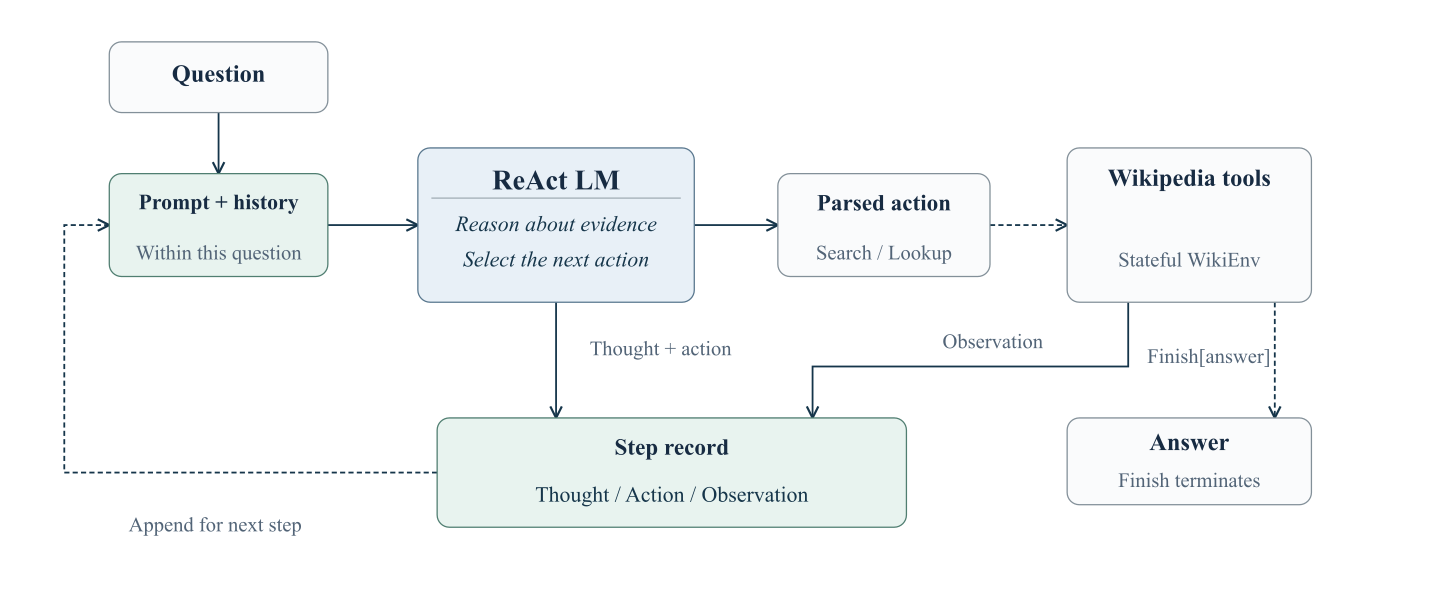 Question
Prompt + history
Within this question
ReAct LM
Reason about evidence
Select the next action
Parsed action
Search / Lookup
Wikipedia tools
Stateful WikiEnv
Thought + action
Observation
Finish[answer]
Step record
Thought / Action / Observation
Answer
Finish terminates
Append for next step